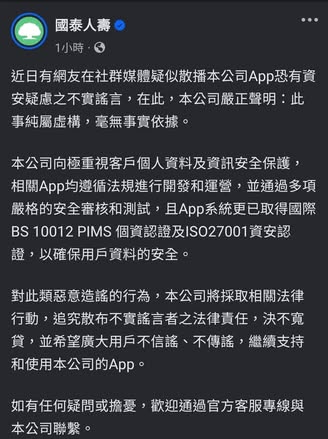 國泰人壽
1小時
近日有網友在社群媒體疑似散播本公司App恐有資
安疑慮之不實謠言，在此，本公司嚴正聲明：此
事純屬虛構，毫無事實依據。
本公司向極重視客戶個人資料及資訊安全保護，
相關App均遵循法規進行開發和運營，並通過多項
嚴格的安全審核和測試，且App系統更已取得國際
BS 10012 PIMS 個資認證及ISO27001資安認
證，以確保用戶資料的安全。
對此類惡意造謠的行為，本公司將採取相關法律
行動，追究散布不實謠言者之法律責任，決不寬
貸，並希望廣大用戶不信謠、不傳謠，繼續支持
和使用本公司的App。
如有任何疑問或擔憂，歡迎通過官方客服專線與
本公司聯繫。